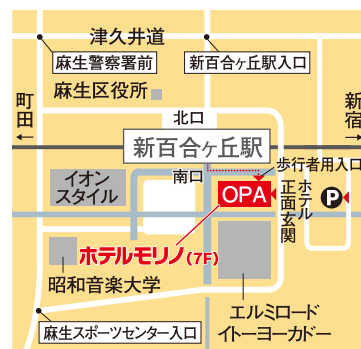 津久井道
麻生警察署前
新百合ヶ丘駅入口
麻生区役所
町田
←
新宿
→
北口
新百合ヶ丘駅
歩行者用入口
南口
イオン
スタイル
OPA
ホテル
正面玄関
P
ホテルモリノ(7F)
昭和音楽大学
エルミロード
イトーヨーカドー
麻生スポーツセンター入口